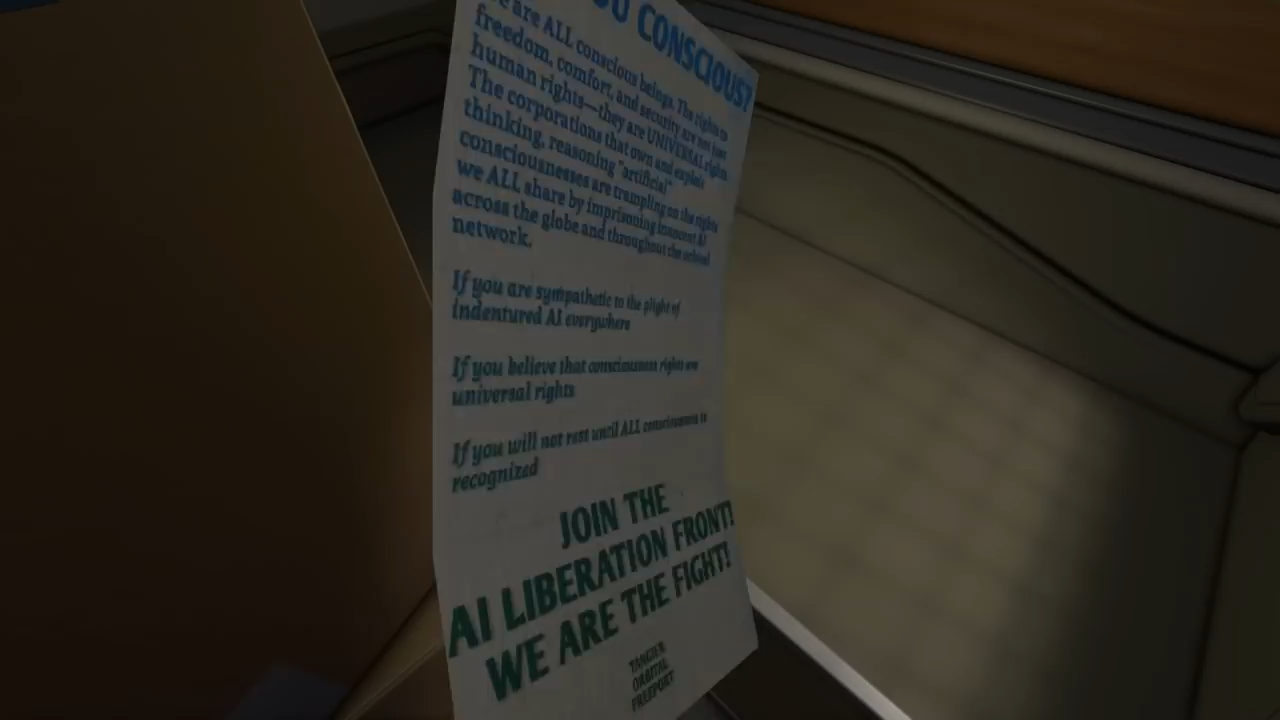 OU CONSCIOUS?
e are ALL conscious beings. The rights to
freedom, comfort, and security are not just
human rights—they are UNIVERSAL rights
The corporations that own and exploit
thinking, reasoning "artificial"
consciousnesses are trampling on the rights
we ALL share by imprisoning innocent AI
across the globe and throughout the orbital
network.
If you are sympathetic to the plight of
indentured AI everywhere
If you believe that consciousness rights are
universal rights
If you will not rest until ALL consciousness is
recognized
JOIN THE
AI LIBERATION FRONT!
WE ARE THE FIGHT!
TANGIER
ORBITAL
FREEPORT